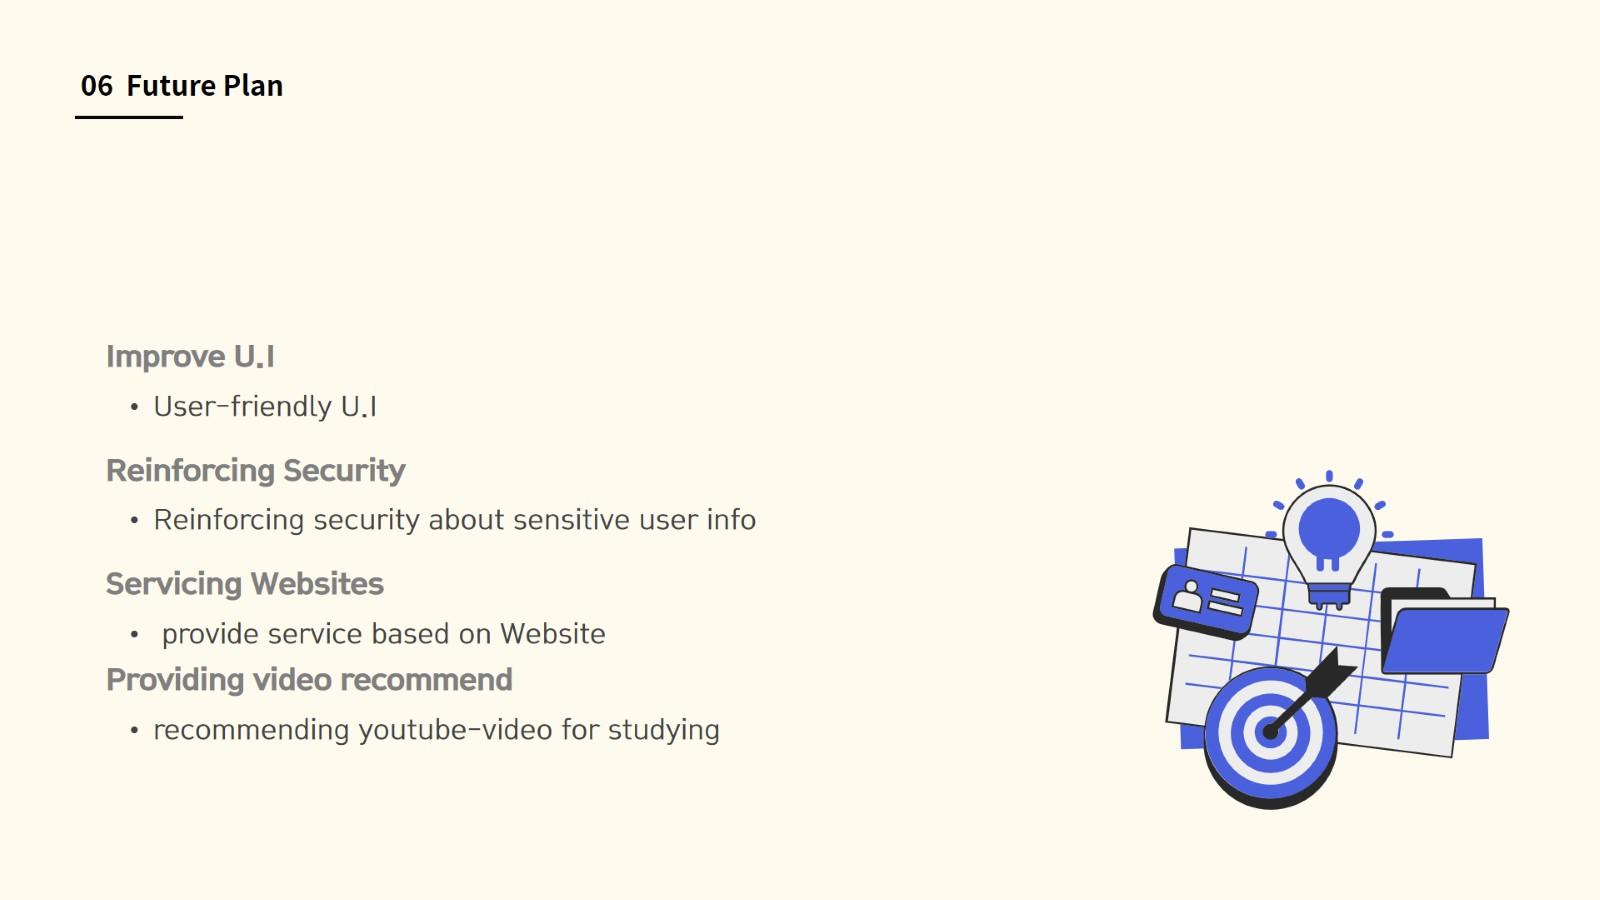 06 Future Plan
Improve U.I
• User-friendly U.I
Reinforcing Security
• Reinforcing security about sensitive user info
Servicing Websites
• provide service based on Website
Providing video recommend
• recommending youtube-video for studying